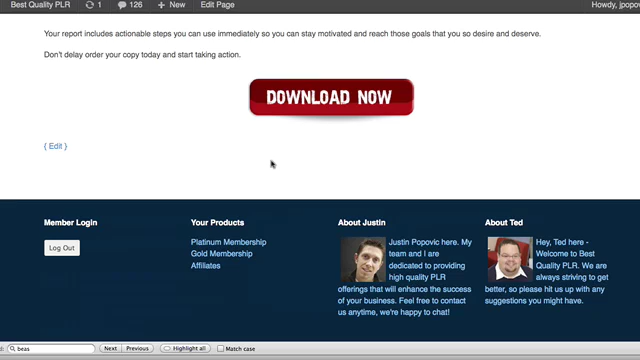 Best Quality PLR 1 126 + New Edit Page Howdy, jpopov
Your report includes actionable steps you can use immediately so you can stay motivated and reach those goals that you so desire and deserve.
Don't delay order your copy today and start taking action.
DOWNLOAD NOW
{ Edit }
Member Login
Log Out
Your Products
Platinum Membership
Gold Membership
Affiliates
About Justin
Justin Popovic here. My
team and I are
dedicated to providing
high quality PLR
offerings that will enhance the success
of your business. Feel free to contact
us anytime, we're happy to chat!
About Ted
Hey, Ted here -
Welcome to Best
Quality PLR. We are
always striving to get
better, so please hit us up with any
suggestions you might have.
beas Next Previous Highlight all Match case